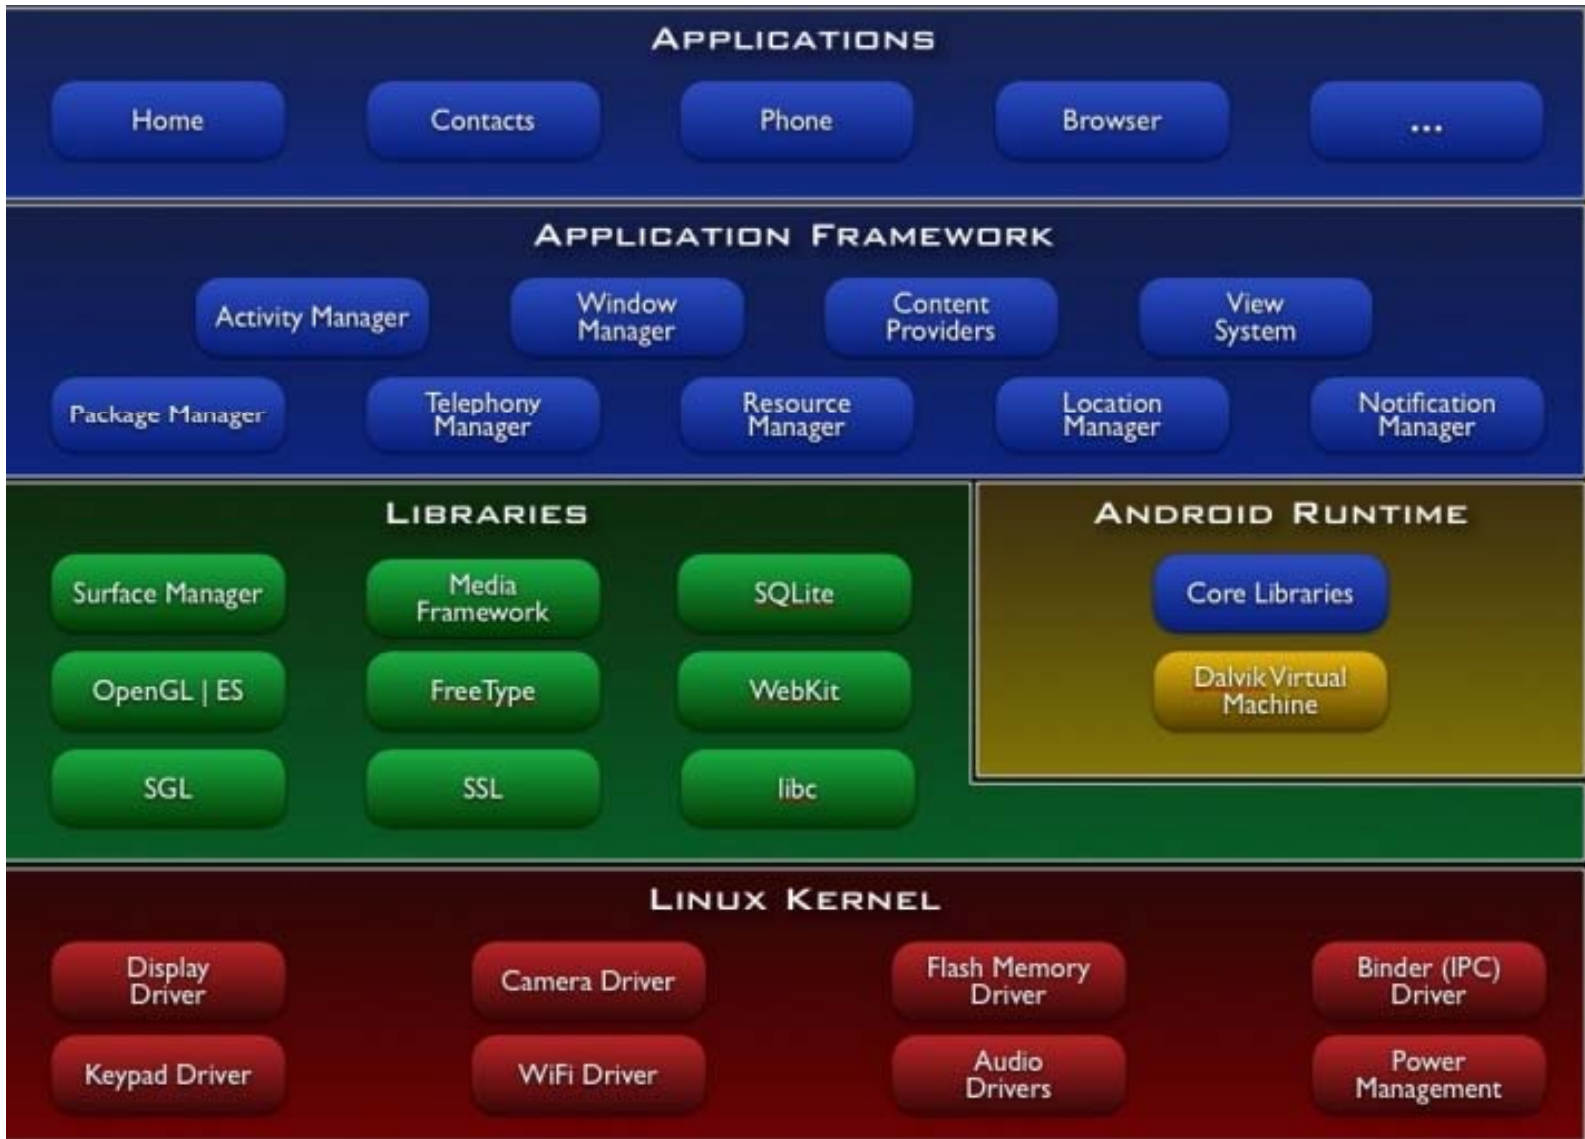 APPLICATIONS
Home
Contacts
Phone
Browser
...
APPLICATION FRAMEWORK
Activity Manager
Window
Manager
Content
Providers
View
System
Package Manager
Telephony
Manager
Resource
Manager
Location
Manager
Notification
Manager
LIBRARIES
Surface Manager
Media
Framework
SQLite
OpenGL | ES
FreeType
WebKit
SGL
SSL
libc
ANDROID RUNTIME
Core Libraries
Dalvik Virtual
Machine
LINUX KERNEL
Display
Driver
Camera Driver
Flash Memory
Driver
Binder (IPC)
Driver
Keypad Driver
WiFi Driver
Audio
Drivers
Power
Management